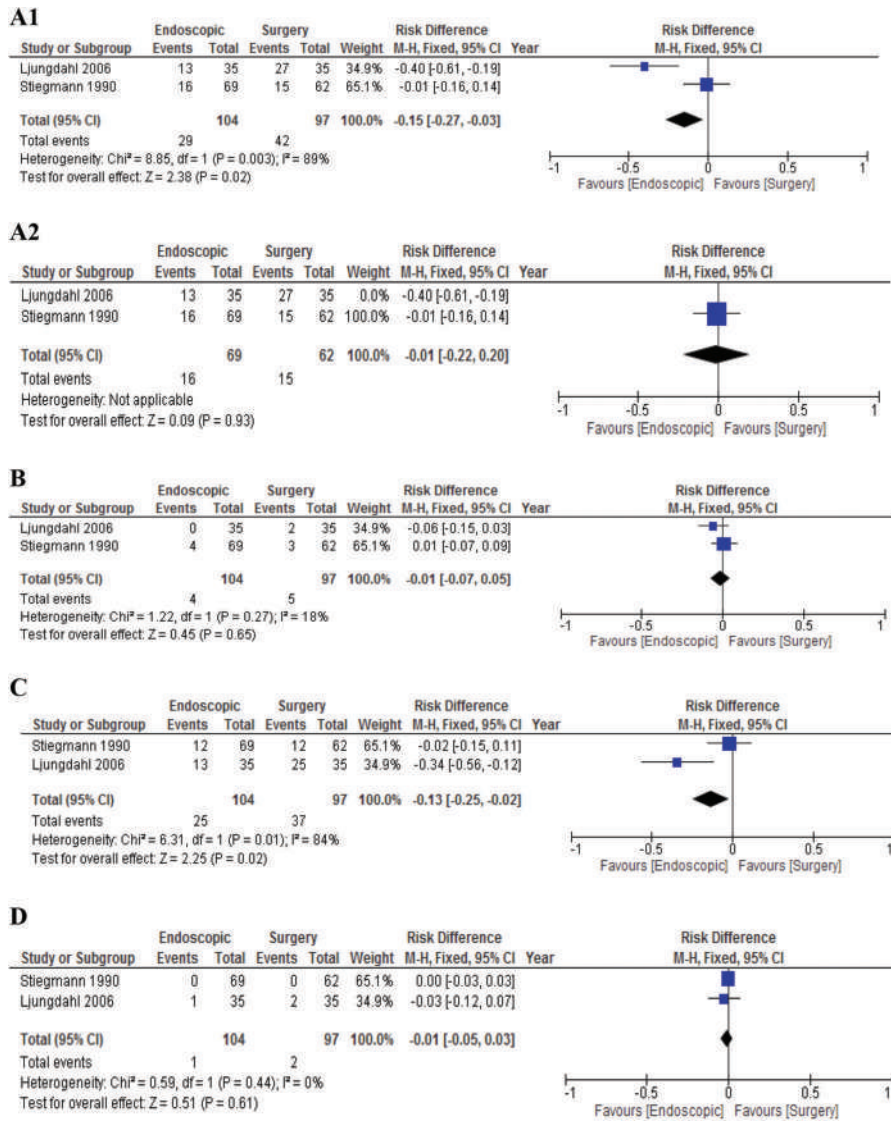 A1
Endoscopic Surgery Risk Difference Risk Difference
Study or Subgroup Events Total Events Total Weight M-H, Fixed, 95% CI Year M-H, Fixed, 95% CI
Ljungdahl 2006 13 35 27 35 34.9% -0.40 [-0.61, -0.19]
Stiegmann 1990 16 69 15 62 65.1% -0.01 [-0.16, 0.14]
Total (95% CI) 104 97 100.0% -0.15 [-0.27, -0.03]
Total events 29 42
Heterogeneity: Chi² = 8.85, df = 1 (P = 0.003); I² = 89%
Test for overall effect: Z = 2.38 (P = 0.02)
-1 -0.5 0 0.5 1
Favours [Endoscopic] Favours [Surgery]
A2
Endoscopic Surgery Risk Difference Risk Difference
Study or Subgroup Events Total Events Total Weight M-H, Fixed, 95% CI Year M-H, Fixed, 95% CI
Ljungdahl 2006 13 35 27 35 0.0% -0.40 [-0.61, -0.19]
Stiegmann 1990 16 69 15 62 100.0% -0.01 [-0.16, 0.14]
Total (95% CI) 69 62 100.0% -0.01 [-0.22, 0.20]
Total events 16 15
Heterogeneity: Not applicable
Test for overall effect: Z = 0.09 (P = 0.93)
-1 -0.5 0 0.5 1
Favours [Endoscopic] Favours [Surgery]
B
Endoscopic Surgery Risk Difference Risk Difference
Study or Subgroup Events Total Events Total Weight M-H, Fixed, 95% CI Year M-H, Fixed, 95% CI
Ljungdahl 2006 0 35 2 35 34.9% -0.06 [-0.15, 0.03]
Stiegmann 1990 4 69 3 62 65.1% 0.01 [-0.07, 0.09]
Total (95% CI) 104 97 100.0% -0.01 [-0.07, 0.05]
Total events 4 5
Heterogeneity: Chi² = 1.22, df = 1 (P = 0.27); I² = 18%
Test for overall effect: Z = 0.45 (P = 0.65)
-1 -0.5 0 0.5 1
Favours [Endoscopic] Favours [Surgery]
C
Endoscopic Surgery Risk Difference Risk Difference
Study or Subgroup Events Total Events Total Weight M-H, Fixed, 95% CI Year M-H, Fixed, 95% CI
Stiegmann 1990 12 69 12 62 65.1% -0.02 [-0.15, 0.11]
Ljungdahl 2006 13 35 25 35 34.9% -0.34 [-0.56, -0.12]
Total (95% CI) 104 97 100.0% -0.13 [-0.25, -0.02]
Total events 25 37
Heterogeneity: Chi² = 6.31, df = 1 (P = 0.01); I² = 84%
Test for overall effect: Z = 2.25 (P = 0.02)
-1 -0.5 0 0.5 1
Favours [Endoscopic] Favours [Surgery]
D
Endoscopic Surgery Risk Difference Risk Difference
Study or Subgroup Events Total Events Total Weight M-H, Fixed, 95% CI Year M-H, Fixed, 95% CI
Stiegmann 1990 0 69 0 62 65.1% 0.00 [-0.03, 0.03]
Ljungdahl 2006 1 35 2 35 34.9% -0.03 [-0.12, 0.07]
Total (95% CI) 104 97 100.0% -0.01 [-0.05, 0.03]
Total events 1 2
Heterogeneity: Chi² = 0.59, df = 1 (P = 0.44); I² = 0%
Test for overall effect: Z = 0.51 (P = 0.61)
-1 -0.5 0 0.5 1
Favours [Endoscopic] Favours [Surgery]